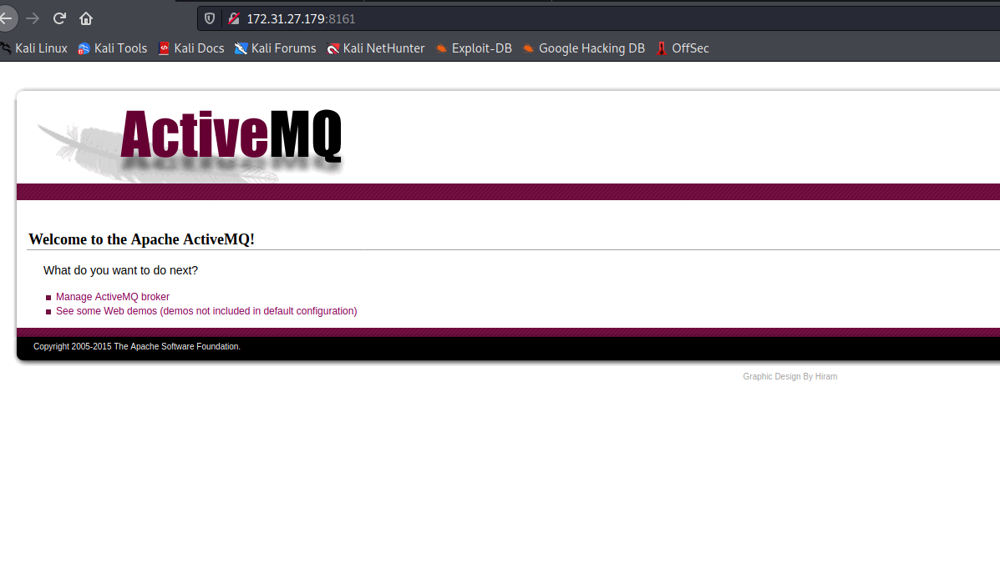 172.31.27.179:8161
Kali Linux Kali Tools Kali Docs Kali Forums Kali NetHunter Exploit-DB Google Hacking DB OffSec
ActiveMQ
Welcome to the Apache ActiveMQ!
What do you want to do next?
Manage ActiveMQ broker
See some Web demos (demos not included in default configuration)
Copyright 2005-2015 The Apache Software Foundation.
Graphic Design By Hiram